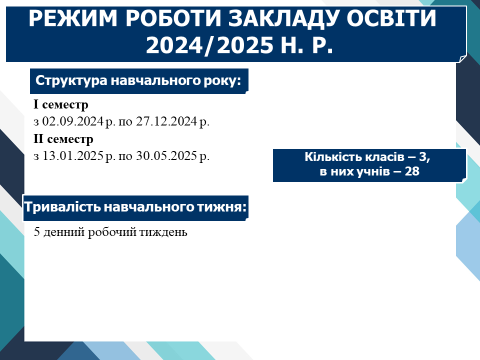 РЕЖИМ РОБОТИ ЗАКЛАДУ ОСВІТИ
2024/2025 Н. Р.
Структура навчального року:
І семестр
з 02.09.2024 р. по 27.12.2024 р.
ІІ семестр
з 13.01.2025 р. по 30.05.2025 р.
Кількість класів – 3,
в них учнів – 28
Тривалість навчального тижня:
5 денний робочий тиждень